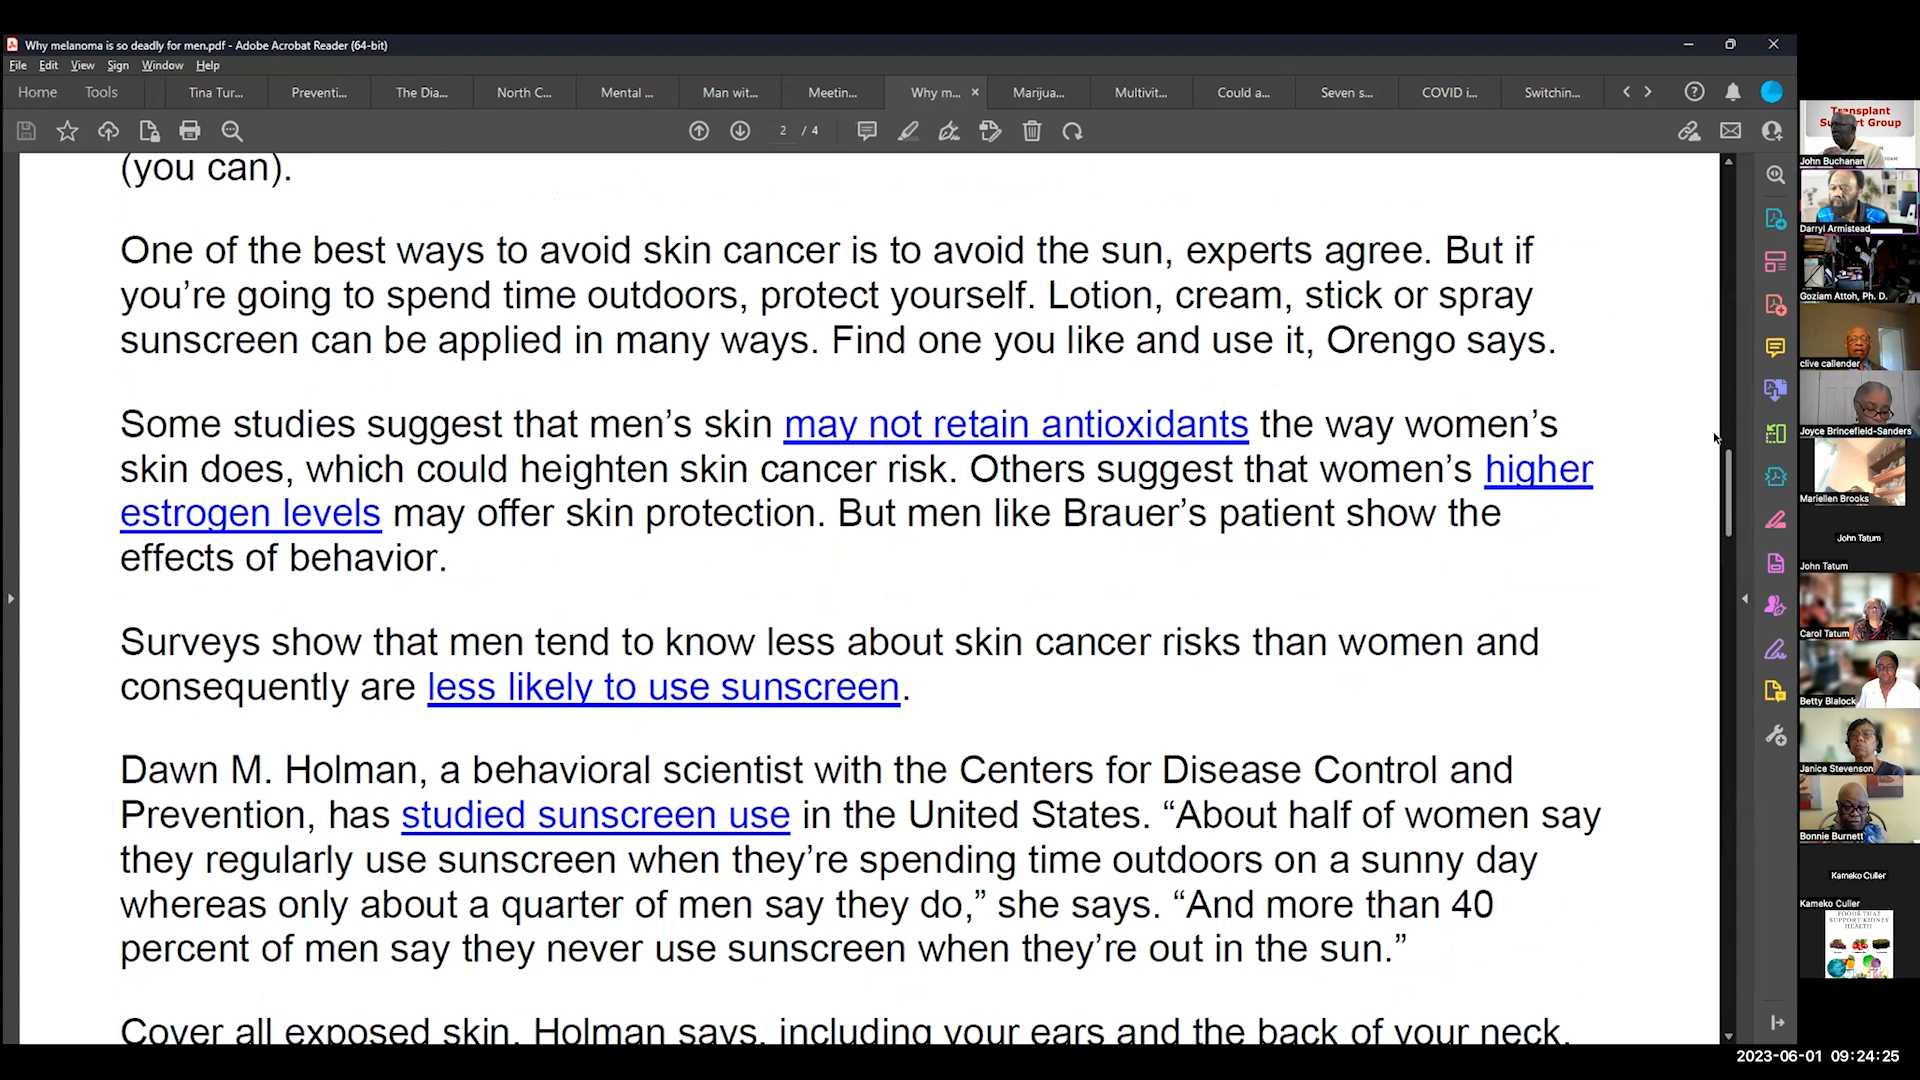 Why melanoma is so deadly for men.pdf - Adobe Acrobat Reader (64-bit)
File Edit View Sign Window Help
Home Tools Tina Tur... Preventi... The Dia... North C... Mental ... Man wit... Meetin... Why m... × Marijua... Multivit... Could a... Seven s... COVID i... Switchin...
2 / 4
(you can).
One of the best ways to avoid skin cancer is to avoid the sun, experts agree. But if
you’re going to spend time outdoors, protect yourself. Lotion, cream, stick or spray
sunscreen can be applied in many ways. Find one you like and use it, Orengo says.
Some studies suggest that men’s skin may not retain antioxidants the way women’s
skin does, which could heighten skin cancer risk. Others suggest that women’s higher
estrogen levels may offer skin protection. But men like Brauer’s patient show the
effects of behavior.
Surveys show that men tend to know less about skin cancer risks than women and
consequently are less likely to use sunscreen.
Dawn M. Holman, a behavioral scientist with the Centers for Disease Control and
Prevention, has studied sunscreen use in the United States. “About half of women say
they regularly use sunscreen when they’re spending time outdoors on a sunny day
whereas only about a quarter of men say they do,” she says. “And more than 40
percent of men say they never use sunscreen when they’re out in the sun.”
Cover all exposed skin, Holman says, including your ears and the back of your neck.
Transplant
Group
John Buchanan
Darryl Armistead
Goziam Attoh, Ph. D.
clive callender
Joyce Brincefield-Sanders
Mariellen Brooks
John Tatum
John Tatum
Carol Tatum
Betty Blalock
Janice Stevenson
Bonnie Burnett
Kameko Culler
Kameko Culler
FOODS THAT
SUPPORT KIDNEY
HEALTH
2023-06-01 09:24:25